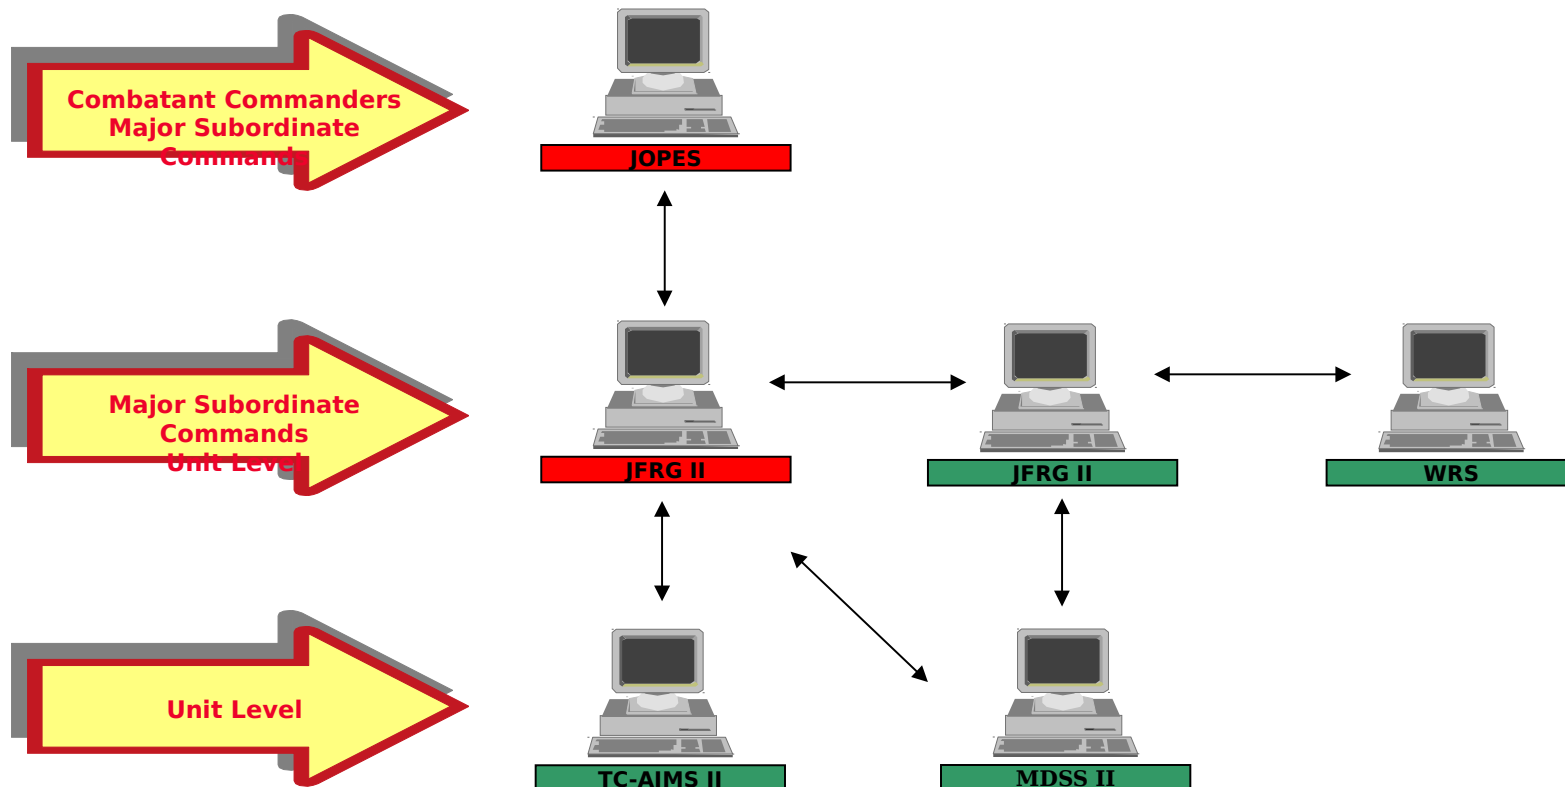 Combatant Commanders
Major Subordinate
Command
JOPES
Major Subordinate
Commands
Unit Level
JFRG II
JFRG II
WRS
Unit Level
TC-AIMS II
MDSS II